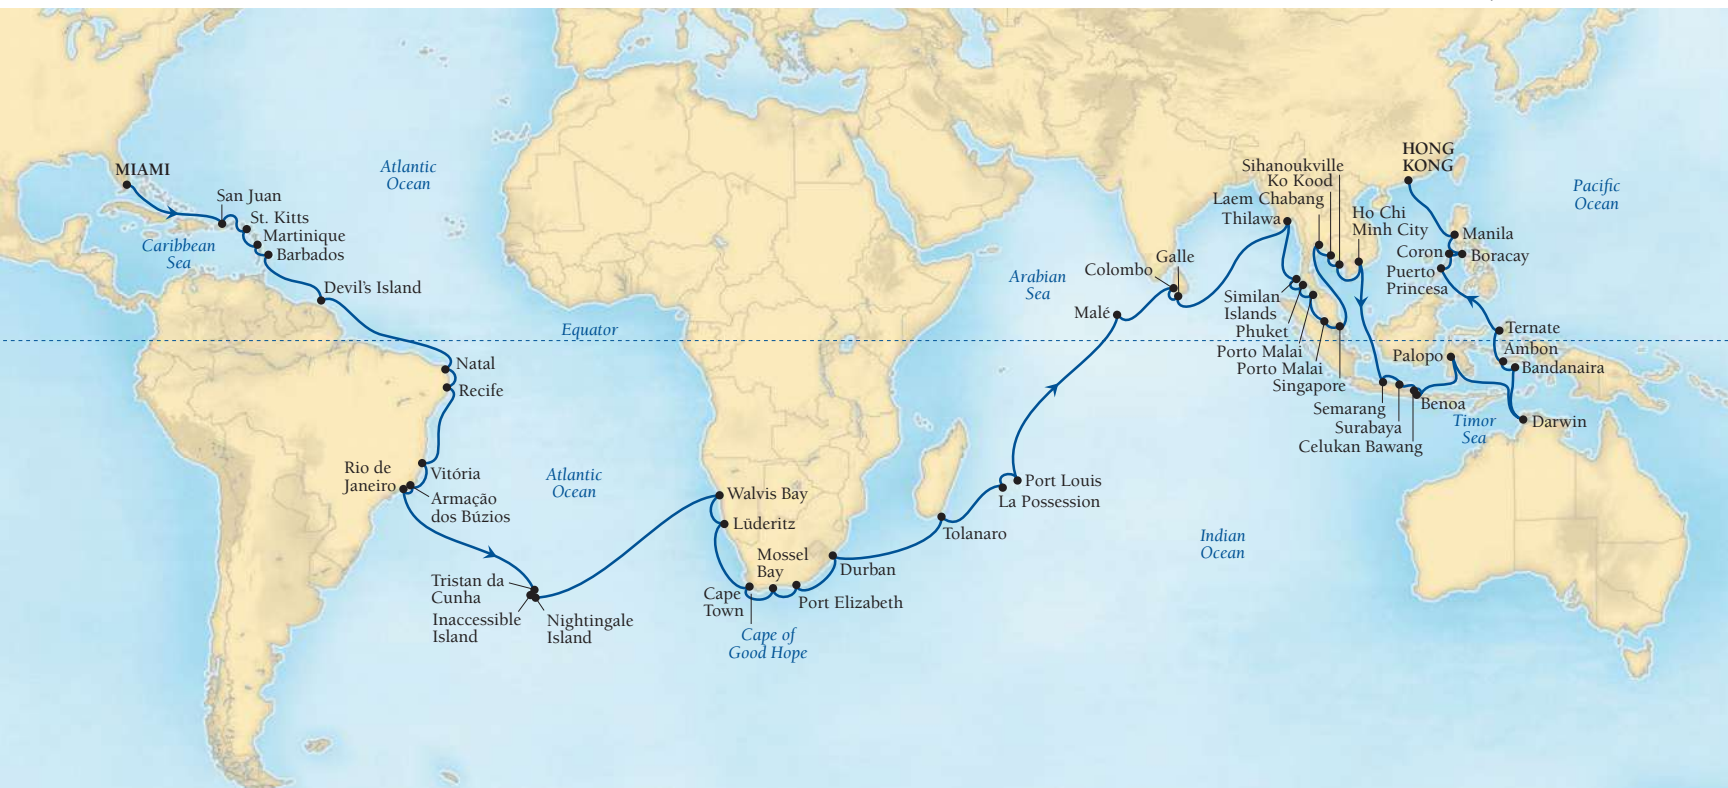 MIAMI
San Juan
St. Kitts
Martinique
Barbados
Caribbean
Sea
Devil's Island
Atlantic
Ocean
Equator
Natal
Recife
Vitória
Rio de
Janeiro
Armação
dos Búzios
Atlantic
Ocean
Tristan da
Cunha
Inaccessible
Island
Nightingale
Island
Walvis Bay
Lüderitz
Mossel
Bay
Cape
Town
Port Elizabeth
Durban
Cape of
Good Hope
Tolanaro
Port Louis
La Possession
Indian
Ocean
Arabian
Sea
Malé
Colombo
Galle
Thilawa
Laem Chabang
Ko Kood
Sihanoukville
Ho Chi
Minh City
Similan
Islands
Phuket
Porto Malai
Porto Malai
Singapore
Semarang
Surabaya
Celukan Bawang
Benoa
Palopo
Timor
Sea
Darwin
Bandanaira
Ambon
Ternate
Puerto
Princesa
Coron
Boracay
Manila
HONG
KONG
Pacific
Ocean